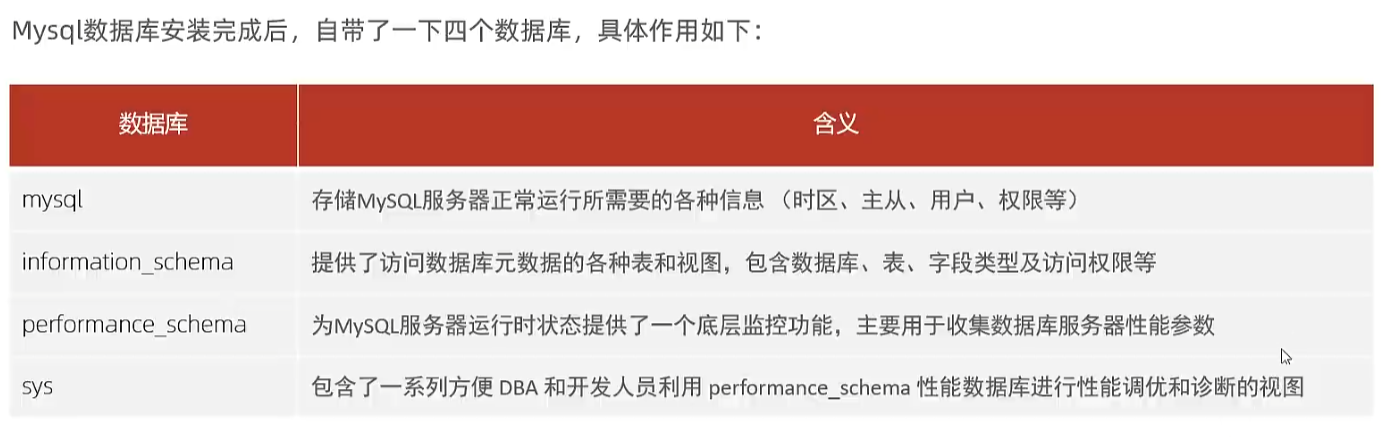 Mysql数据库安装完成后，自带了一下四个数据库，具体作用如下：
数据库 含义
mysql 存储MySQL服务器正常运行所需要的各种信息 （时区、主从、用户、权限等）
information_schema 提供了访问数据库元数据的各种表和视图，包含数据库、表、字段类型及访问权限等
performance_schema 为MySQL服务器运行时状态提供了一个底层监控功能，主要用于收集数据库服务器性能参数
sys 包含了一系列方便 DBA 和开发人员利用 performance_schema 性能数据库进行性能调优和诊断的视图